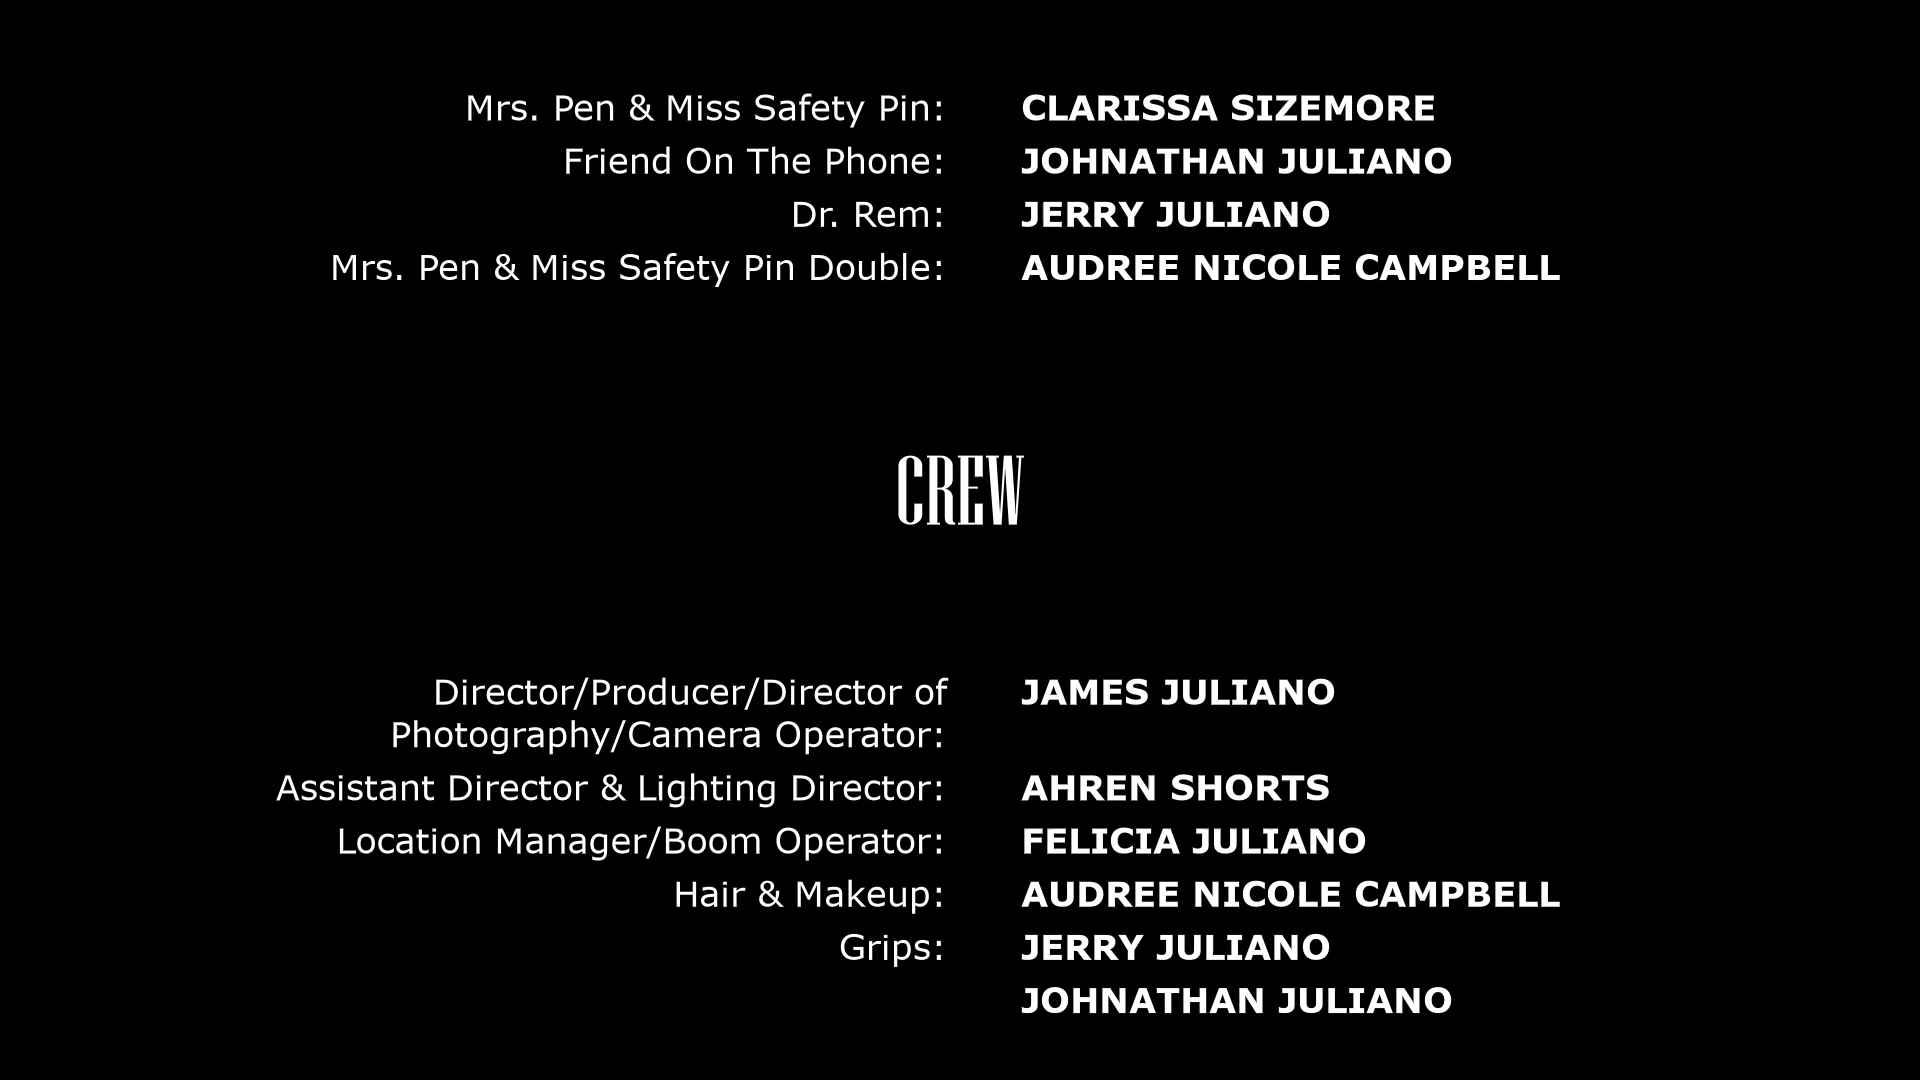 Mrs. Pen & Miss Safety Pin: CLARISSA SIZEMORE
Friend On The Phone: JOHNATHAN JULIANO
Dr. Rem: JERRY JULIANO
Mrs. Pen & Miss Safety Pin Double: AUDREE NICOLE CAMPBELL
CREW
Director/Producer/Director of JAMES JULIANO
Photography/Camera Operator:
Assistant Director & Lighting Director: AHREN SHORTS
Location Manager/Boom Operator: FELICIA JULIANO
Hair & Makeup: AUDREE NICOLE CAMPBELL
Grips: JERRY JULIANO
JOHNATHAN JULIANO